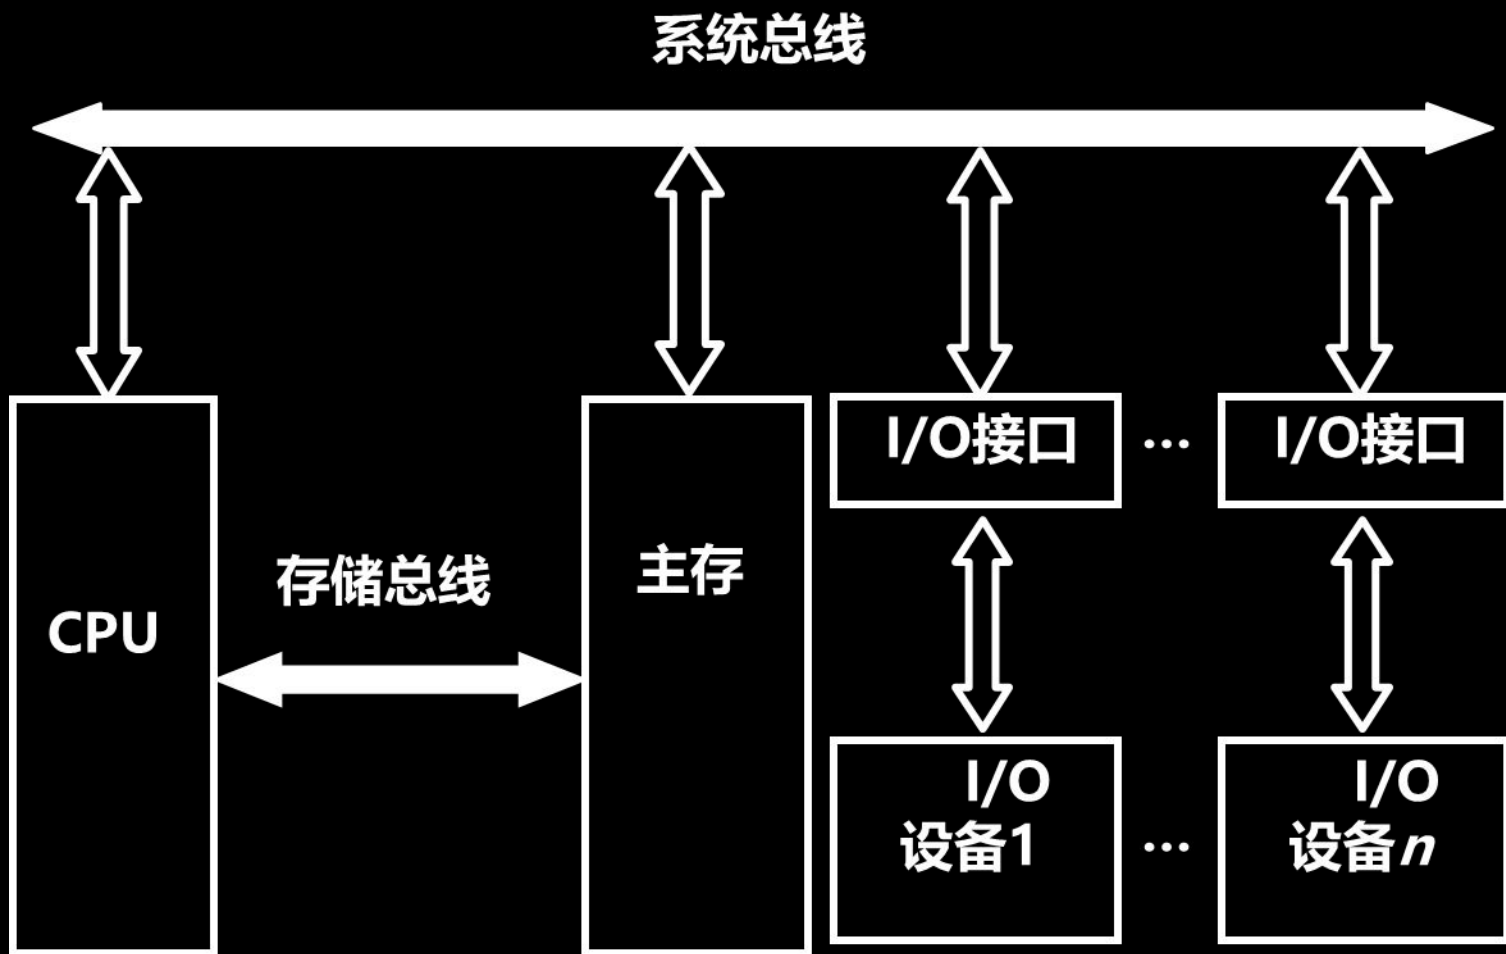 系统总线
I/O接口
...
I/O接口
存储总线
主存
CPU
I/O
设备1
...
I/O
设备n